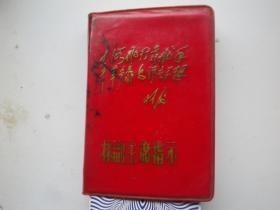 大海航行靠舵手
干革命靠毛泽东思想
林彪
林副主席指示